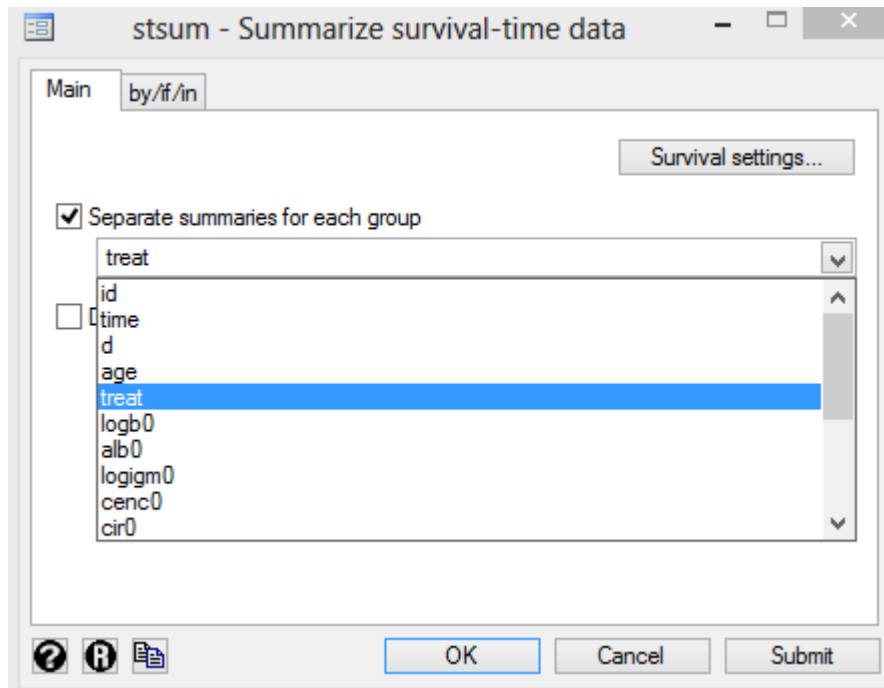 stsum - Summarize survival-time data
Main
by/if/in
Survival settings...
Separate summaries for each group
treat
id
time
d
age
treat
logb0
alb0
logigm0
cenc0
cir0
OK
Cancel
Submit